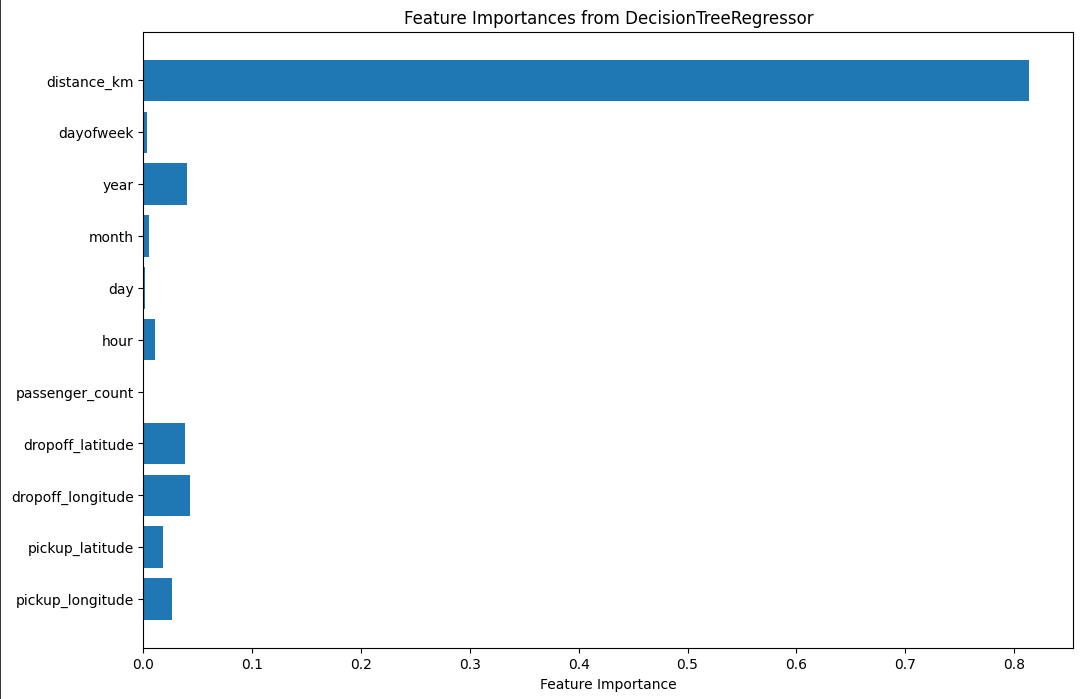 Feature Importances from DecisionTreeRegressor
distance_km
dayofweek
year
month
day
hour
passenger_count
dropoff_latitude
dropoff_longitude
pickup_latitude
pickup_longitude
0.0 0.1 0.2 0.3 0.4 0.5 0.6 0.7 0.8
Feature Importance